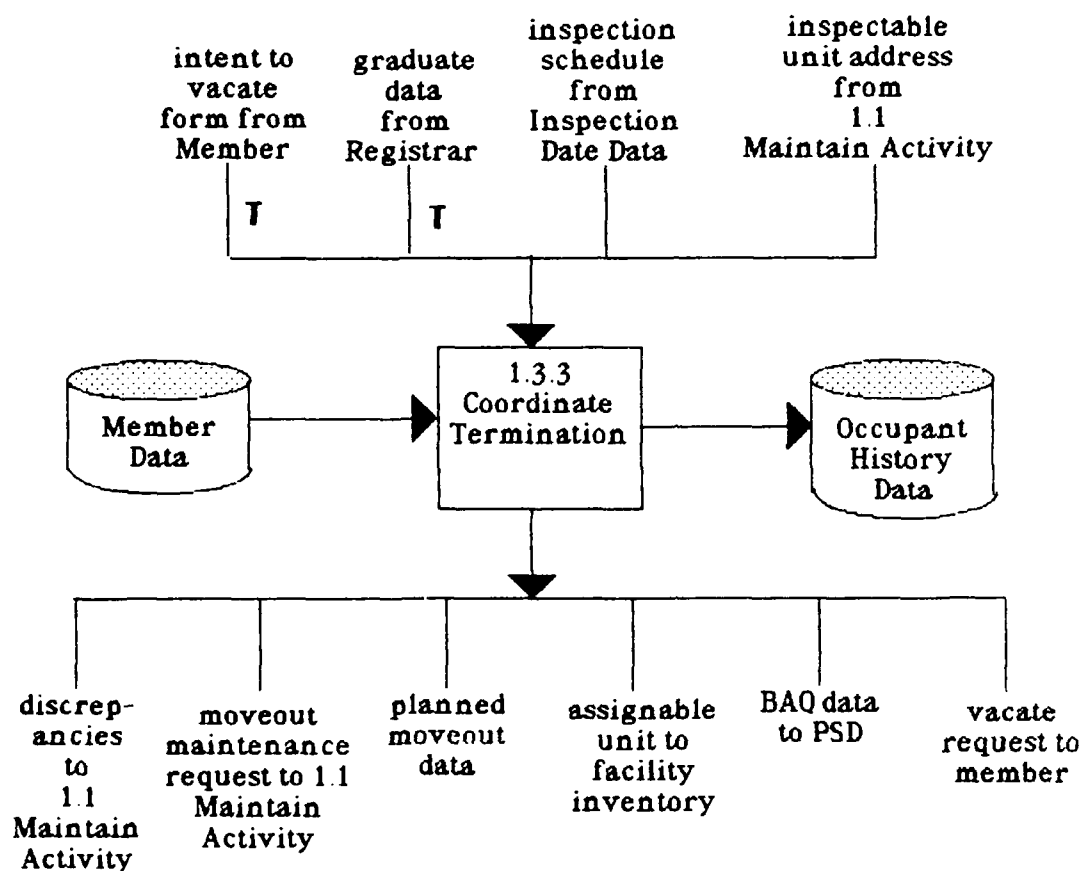 intent to
vacate
form from
Member
graduate
data
from
Registrar
inspection
schedule
from
Inspection
Date Data
inspectable
unit address
from
1.1
Maintain Activity
T
T
Member
Data
1.3.3
Coordinate
Termination
Occupant
History
Data
discrep-
ancies
to
1.1
Maintain
Activity
moveout
maintenance
request to 1.1
Maintain
Activity
planned
moveout
data
assignable
unit to
facility
inventory
BAQ data
to PSD
vacate
request to
member